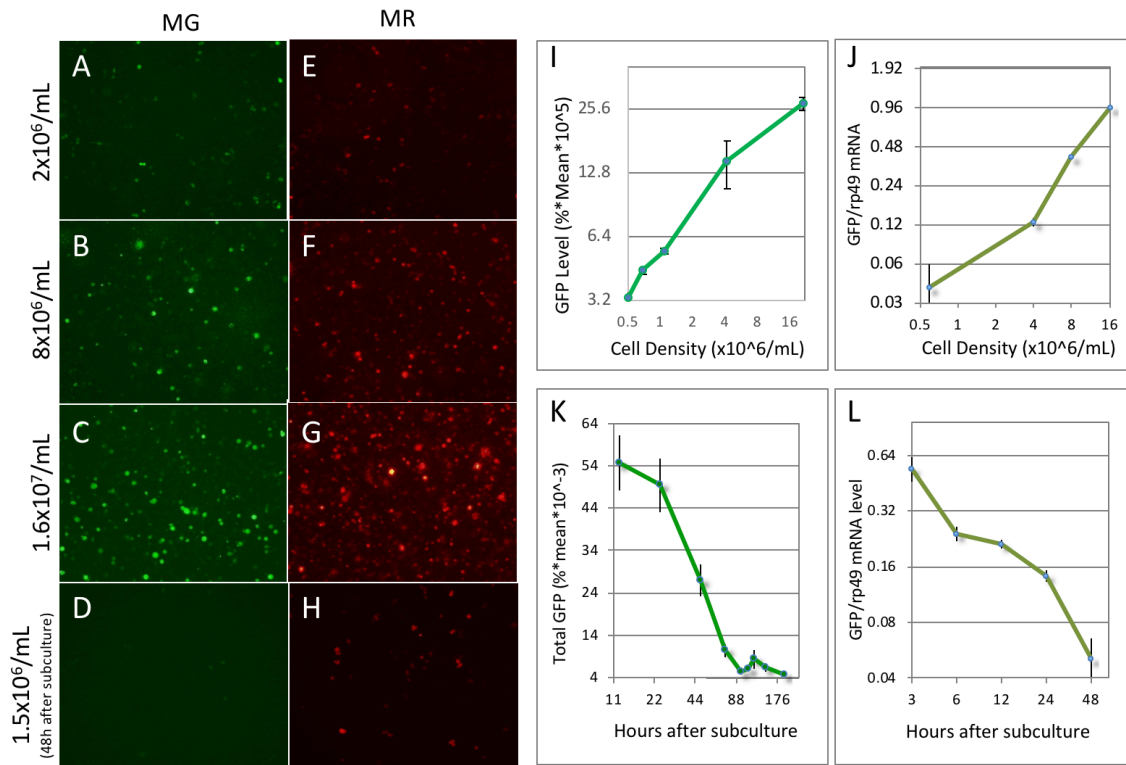 MG
MR
2x10⁶/mL
A
E
8x10⁶/mL
B
F
1.6x10⁷/mL
C
G
1.5x10⁶/mL
(48h after subculture)
D
H
I
GFP Level (%*Mean*10^5)
25.6
12.8
6.4
3.2
0.5 1 2 4 8 16
Cell Density (x10^6/mL)
J
GFP/rp49 mRNA
1.92
0.96
0.48
0.24
0.12
0.06
0.03
0.5 1 2 4 8 16
Cell Density (x10^6/mL)
K
Total GFP (%*mean*10^-3)
64
54
44
34
24
14
4
11 22 44 88 176
Hours after subculture
L
GFP/rp49 mRNA level
0.64
0.32
0.16
0.08
0.04
3 6 12 24 48
Hours after subculture